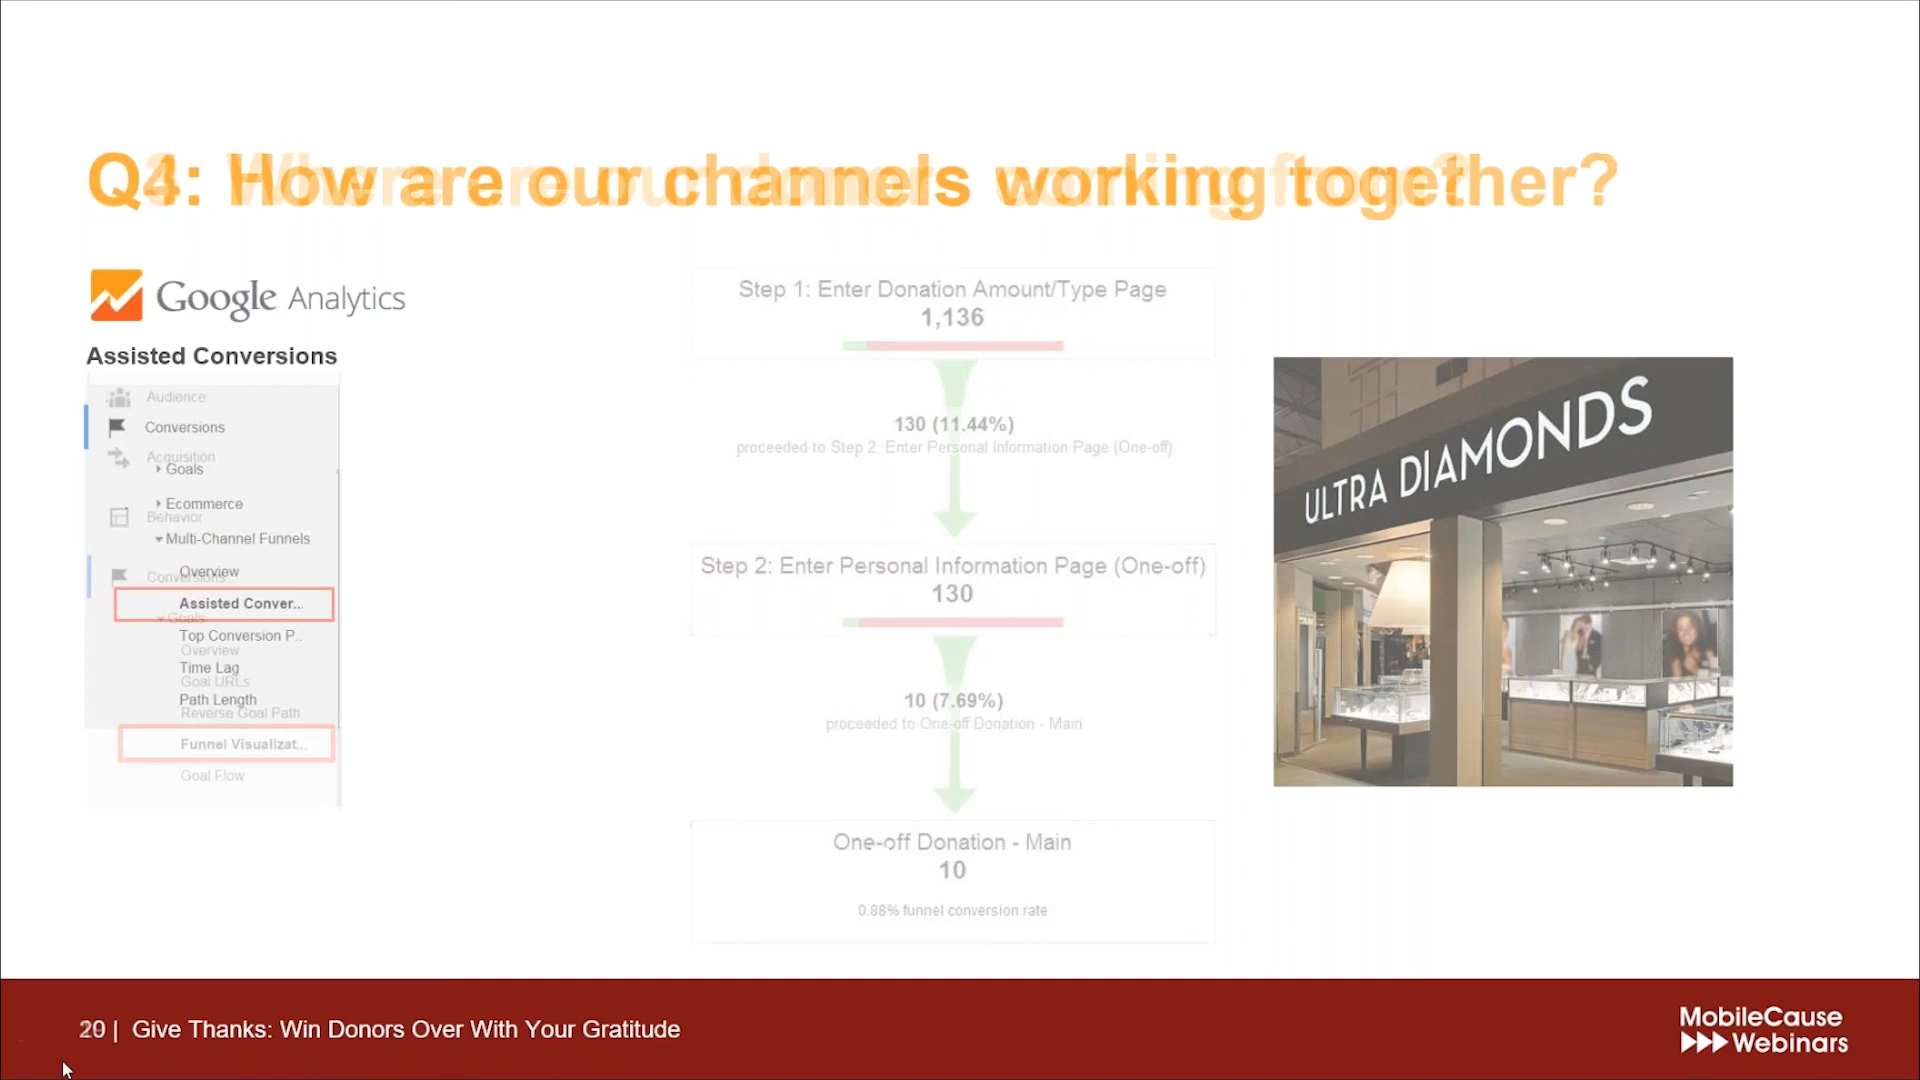 Q4: How are our channels working together?
Google Analytics
Assisted Conversions
Audience
Conversions
Acquisition
Goals
Ecommerce
Behavior
Multi-Channel Funnels
Overview
Conversions
Assisted Conver...
Goals
Top Conversion P..
Overview
Time Lag
Goal URLs
Path Length
Reverse Goal Path
Funnel Visualizat...
Goal Flow
Step 1: Enter Donation Amount/Type Page
1,136
130 (11.44%)
proceeded to Step 2: Enter Personal Information Page (One-off)
Step 2: Enter Personal Information Page (One-off)
130
10 (7.69%)
proceeded to One-off Donation - Main
One-off Donation - Main
10
0.88% funnel conversion rate
ULTRA DIAMONDS
| Give Thanks: Win Donors Over With Your Gratitude
MobileCause
Webinars